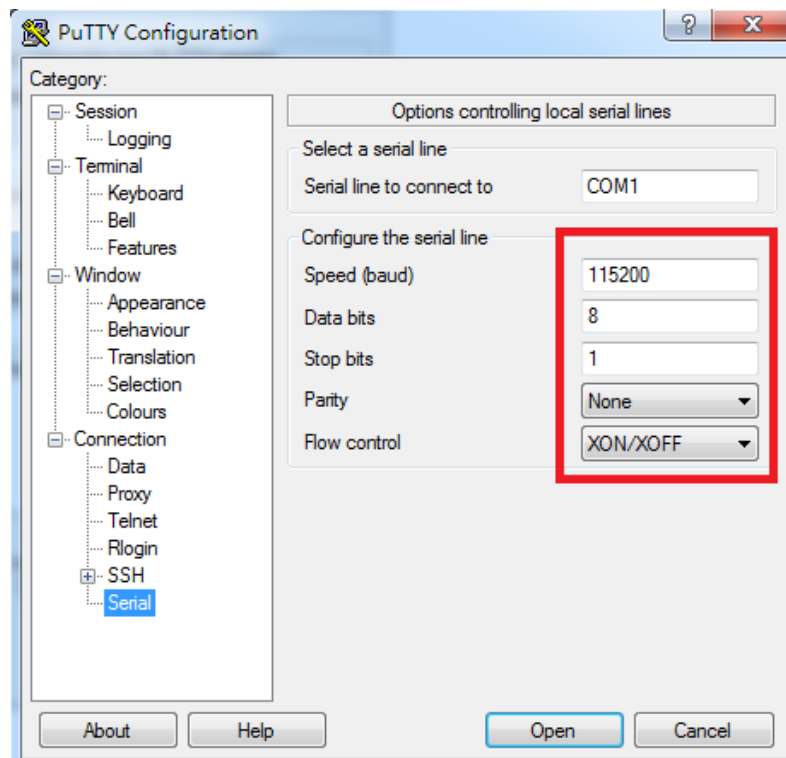 PuTTY Configuration
Category:
Session
Logging
Terminal
Keyboard
Bell
Features
Window
Appearance
Behaviour
Translation
Selection
Colours
Connection
Data
Proxy
Telnet
Rlogin
SSH
Serial
Options controlling local serial lines
Select a serial line
Serial line to connect to COM1
Configure the serial line
Speed (baud) 115200
Data bits 8
Stop bits 1
Parity None
Flow control XON/XOFF
About Help Open Cancel